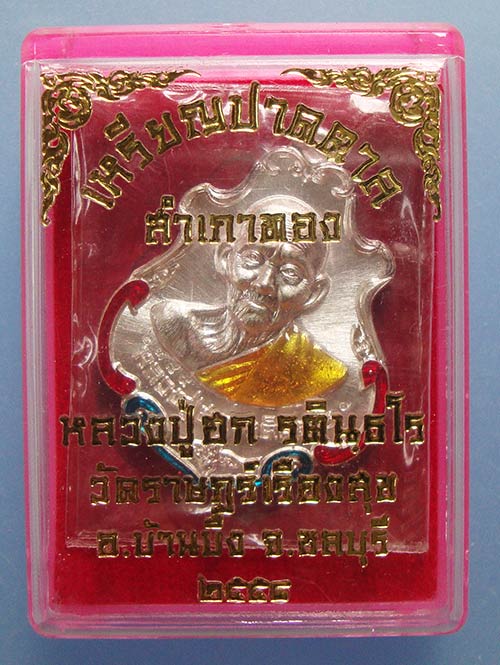 เหรียญปาดตาล
สำเภาทอง
หลวงปู่ฮก รตินฺธโร
วัดราษฎร์เรืองสุข
อ.บ้านบึง จ.ชลบุรี
๒๕๕๘